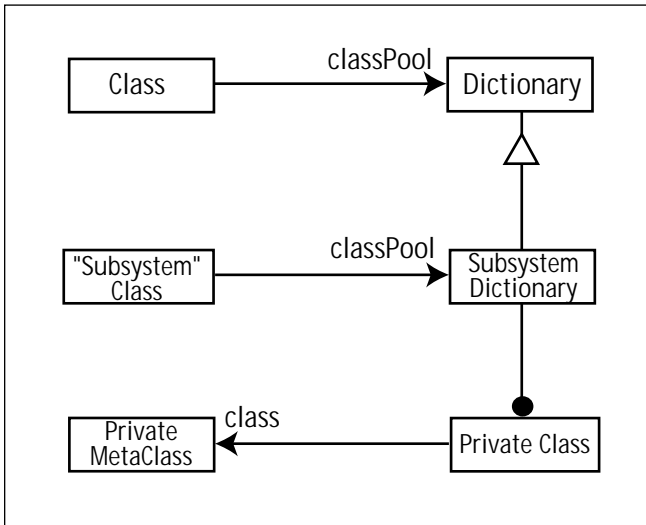 classPool
Class
Dictionary
classPool
"Subsystem"
Class
Subsystem
Dictionary
class
Private
MetaClass
Private Class